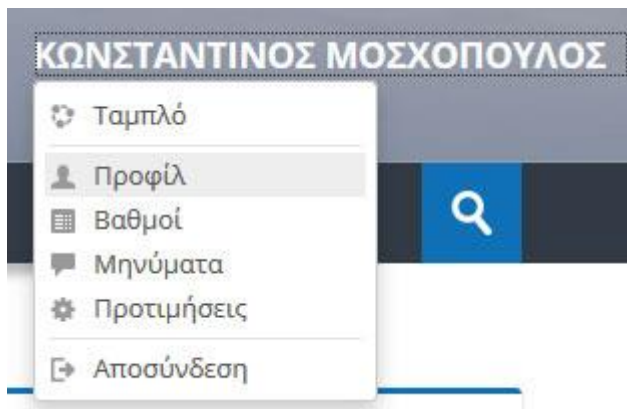 ΚΩΝΣΤΑΝΤΙΝΟΣ ΜΟΣΧΟΠΟΥΛΟΣ
Ταμπλό
Προφίλ
Βαθμοί
Μηνύματα
Προτιμήσεις
Αποσύνδεση